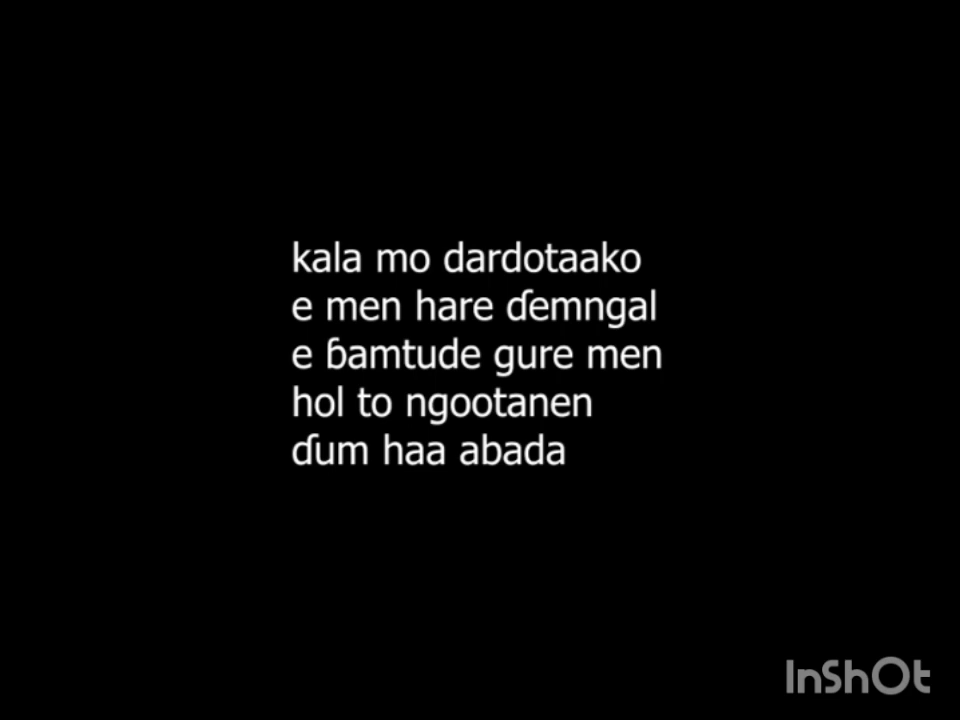 kala mo dardotaako
e men hare ɗemngal
e ɓamtude gure men
hol to ngootanen
ɗum haa abada
InShOt